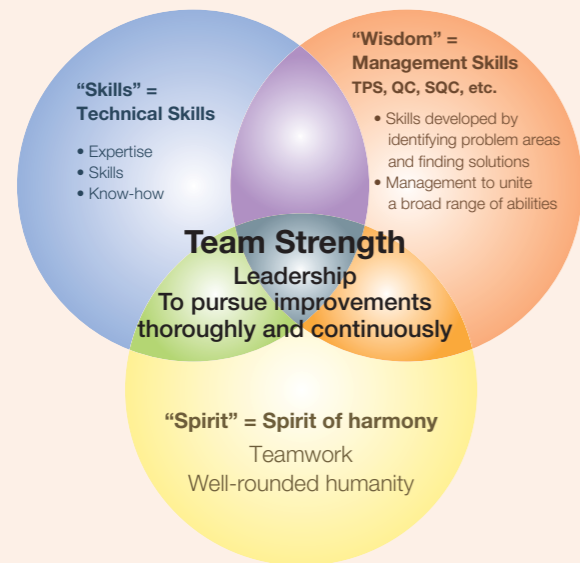 “Skills” =
Technical Skills
• Expertise
• Skills
• Know-how
“Wisdom” =
Management Skills
TPS, QC, SQC, etc.
• Skills developed by
identifying problem areas
and finding solutions
• Management to unite
a broad range of abilities
Team Strength
Leadership
To pursue improvements
thoroughly and continuously
“Spirit” = Spirit of harmony
Teamwork
Well-rounded humanity